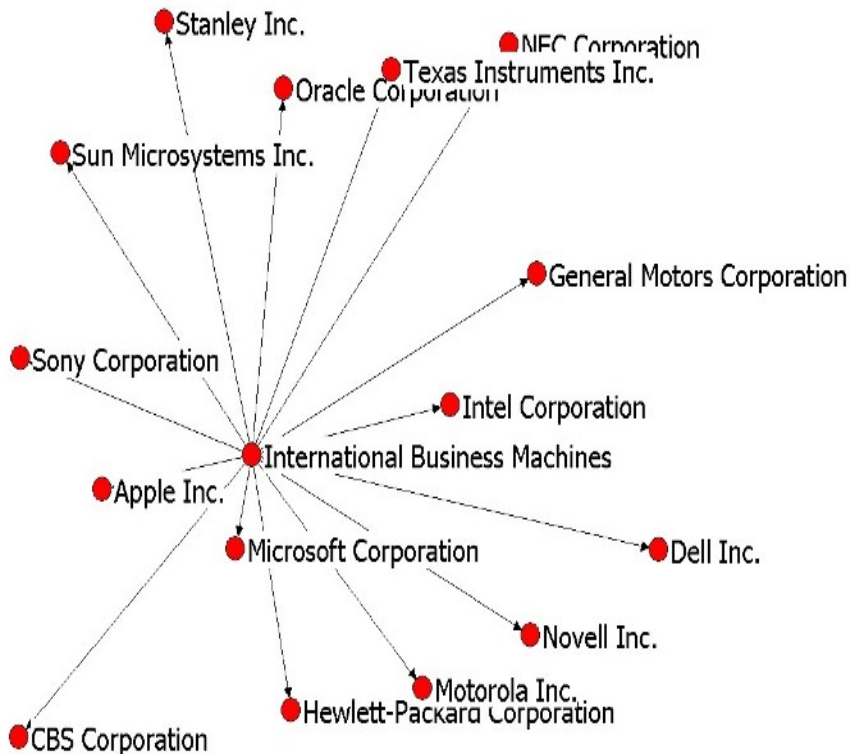 Stanley Inc.
NEC Corporation
Texas Instruments Inc.
Oracle Corporation
Sun Microsystems Inc.
General Motors Corporation
Sony Corporation
Intel Corporation
International Business Machines
Apple Inc.
Microsoft Corporation
Dell Inc.
Novell Inc.
Motorola Inc.
Hewlett-Packard Corporation
CBS Corporation